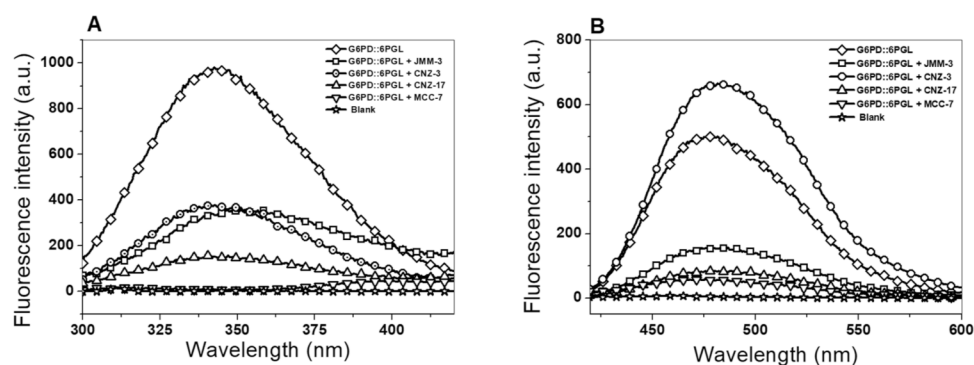 A
Fluorescence intensity (a.u.)
1000
800
600
400
200
0
300
325
350
375
400
Wavelength (nm)
G6PD::6PGL
G6PD::6PGL + JMM-3
G6PD::6PGL + CNZ-3
G6PD::6PGL + CNZ-17
G6PD::6PGL + MCC-7
Blank
B
Fluorescence intensity (a.u.)
800
600
400
200
0
450
500
550
600
Wavelength (nm)
G6PD::6PGL
G6PD::6PGL + JMM-3
G6PD::6PGL + CNZ-3
G6PD::6PGL + CNZ-17
G6PD::6PGL + MCC-7
Blank